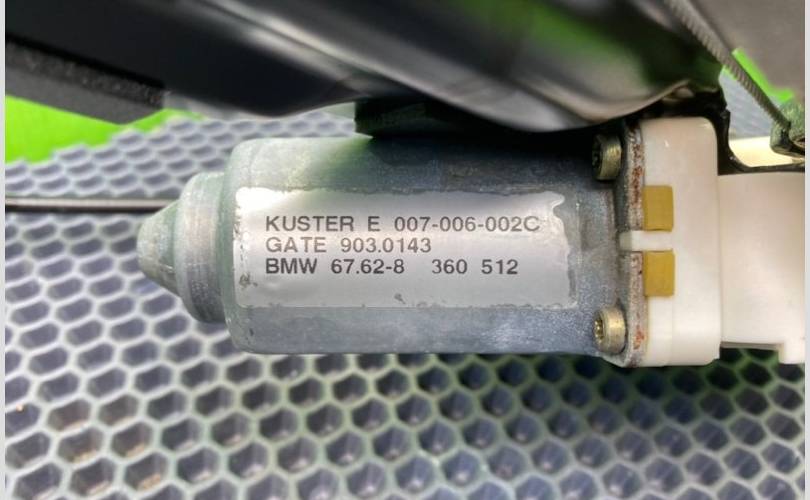 KUSTER E 007-006-002C
GATE 903.0143
BMW 67.62-8 360 512